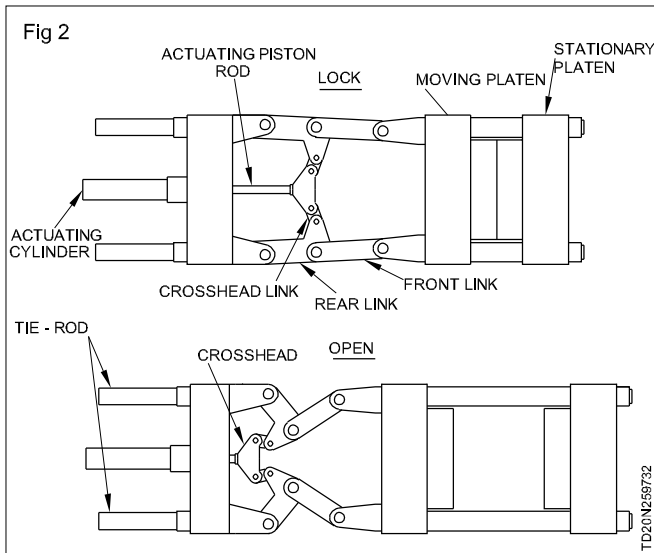 Fig 2
ACTUATING PISTON
ROD
LOCK
STATIONARY
PLATEN
MOVING PLATEN
ACTUATING
CYLINDER
CROSSHEAD LINK
REAR LINK
FRONT LINK
TIE - ROD
CROSSHEAD
OPEN
TD20N259732